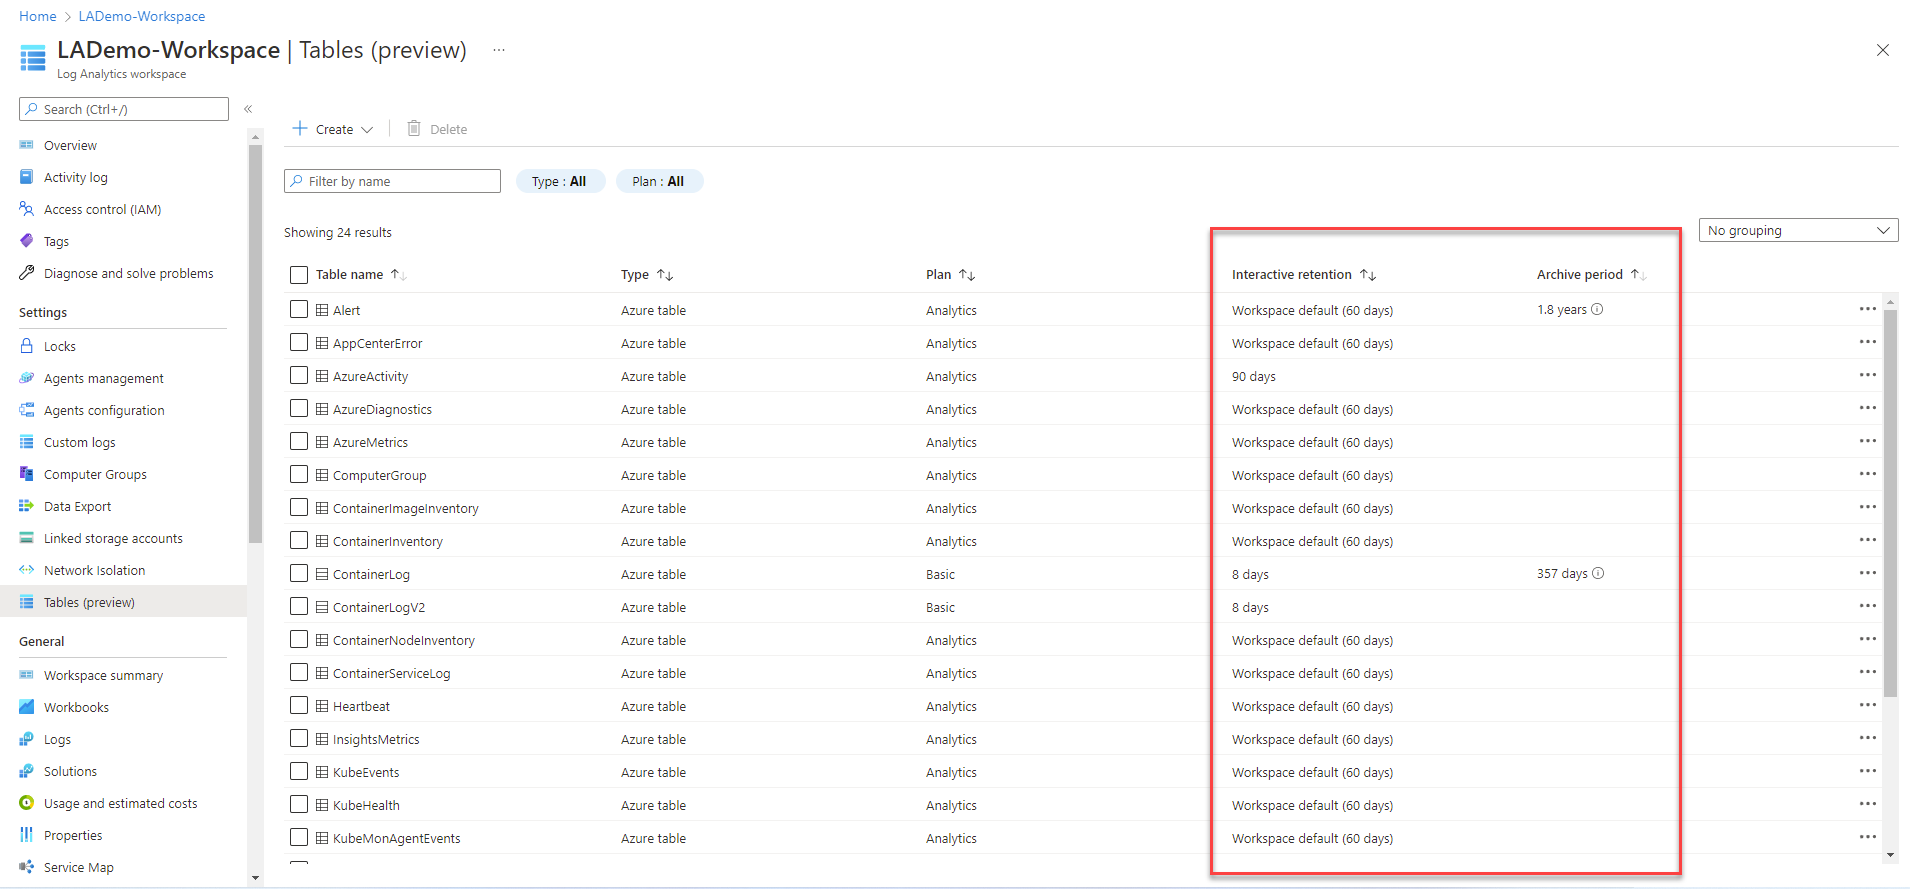 Home > LADemo-Workspace
LADemo-Workspace | Tables (preview) ...
Log Analytics workspace
Search (Ctrl+/) «
Overview
Activity log
Access control (IAM)
Tags
Diagnose and solve problems
Settings
Locks
Agents management
Agents configuration
Custom logs
Computer Groups
Data Export
Linked storage accounts
Network Isolation
Tables (preview)
General
Workspace summary
Workbooks
Logs
Solutions
Usage and estimated costs
Properties
Service Map
Create Delete
Filter by name Type : All Plan : All
Showing 24 results No grouping
Table name Type Plan Interactive retention Archive period
Alert Azure table Analytics Workspace default (60 days) 1.8 years
AppCenterError Azure table Analytics Workspace default (60 days)
AzureActivity Azure table Analytics 90 days
AzureDiagnostics Azure table Analytics Workspace default (60 days)
AzureMetrics Azure table Analytics Workspace default (60 days)
ComputerGroup Azure table Analytics Workspace default (60 days)
ContainerImageInventory Azure table Analytics Workspace default (60 days)
ContainerInventory Azure table Analytics Workspace default (60 days)
ContainerLog Azure table Basic 8 days 357 days
ContainerLogV2 Azure table Basic 8 days
ContainerNodeInventory Azure table Analytics Workspace default (60 days)
ContainerServiceLog Azure table Analytics Workspace default (60 days)
Heartbeat Azure table Analytics Workspace default (60 days)
InsightsMetrics Azure table Analytics Workspace default (60 days)
KubeEvents Azure table Analytics Workspace default (60 days)
KubeHealth Azure table Analytics Workspace default (60 days)
KubeMonAgentEvents Azure table Analytics Workspace default (60 days)